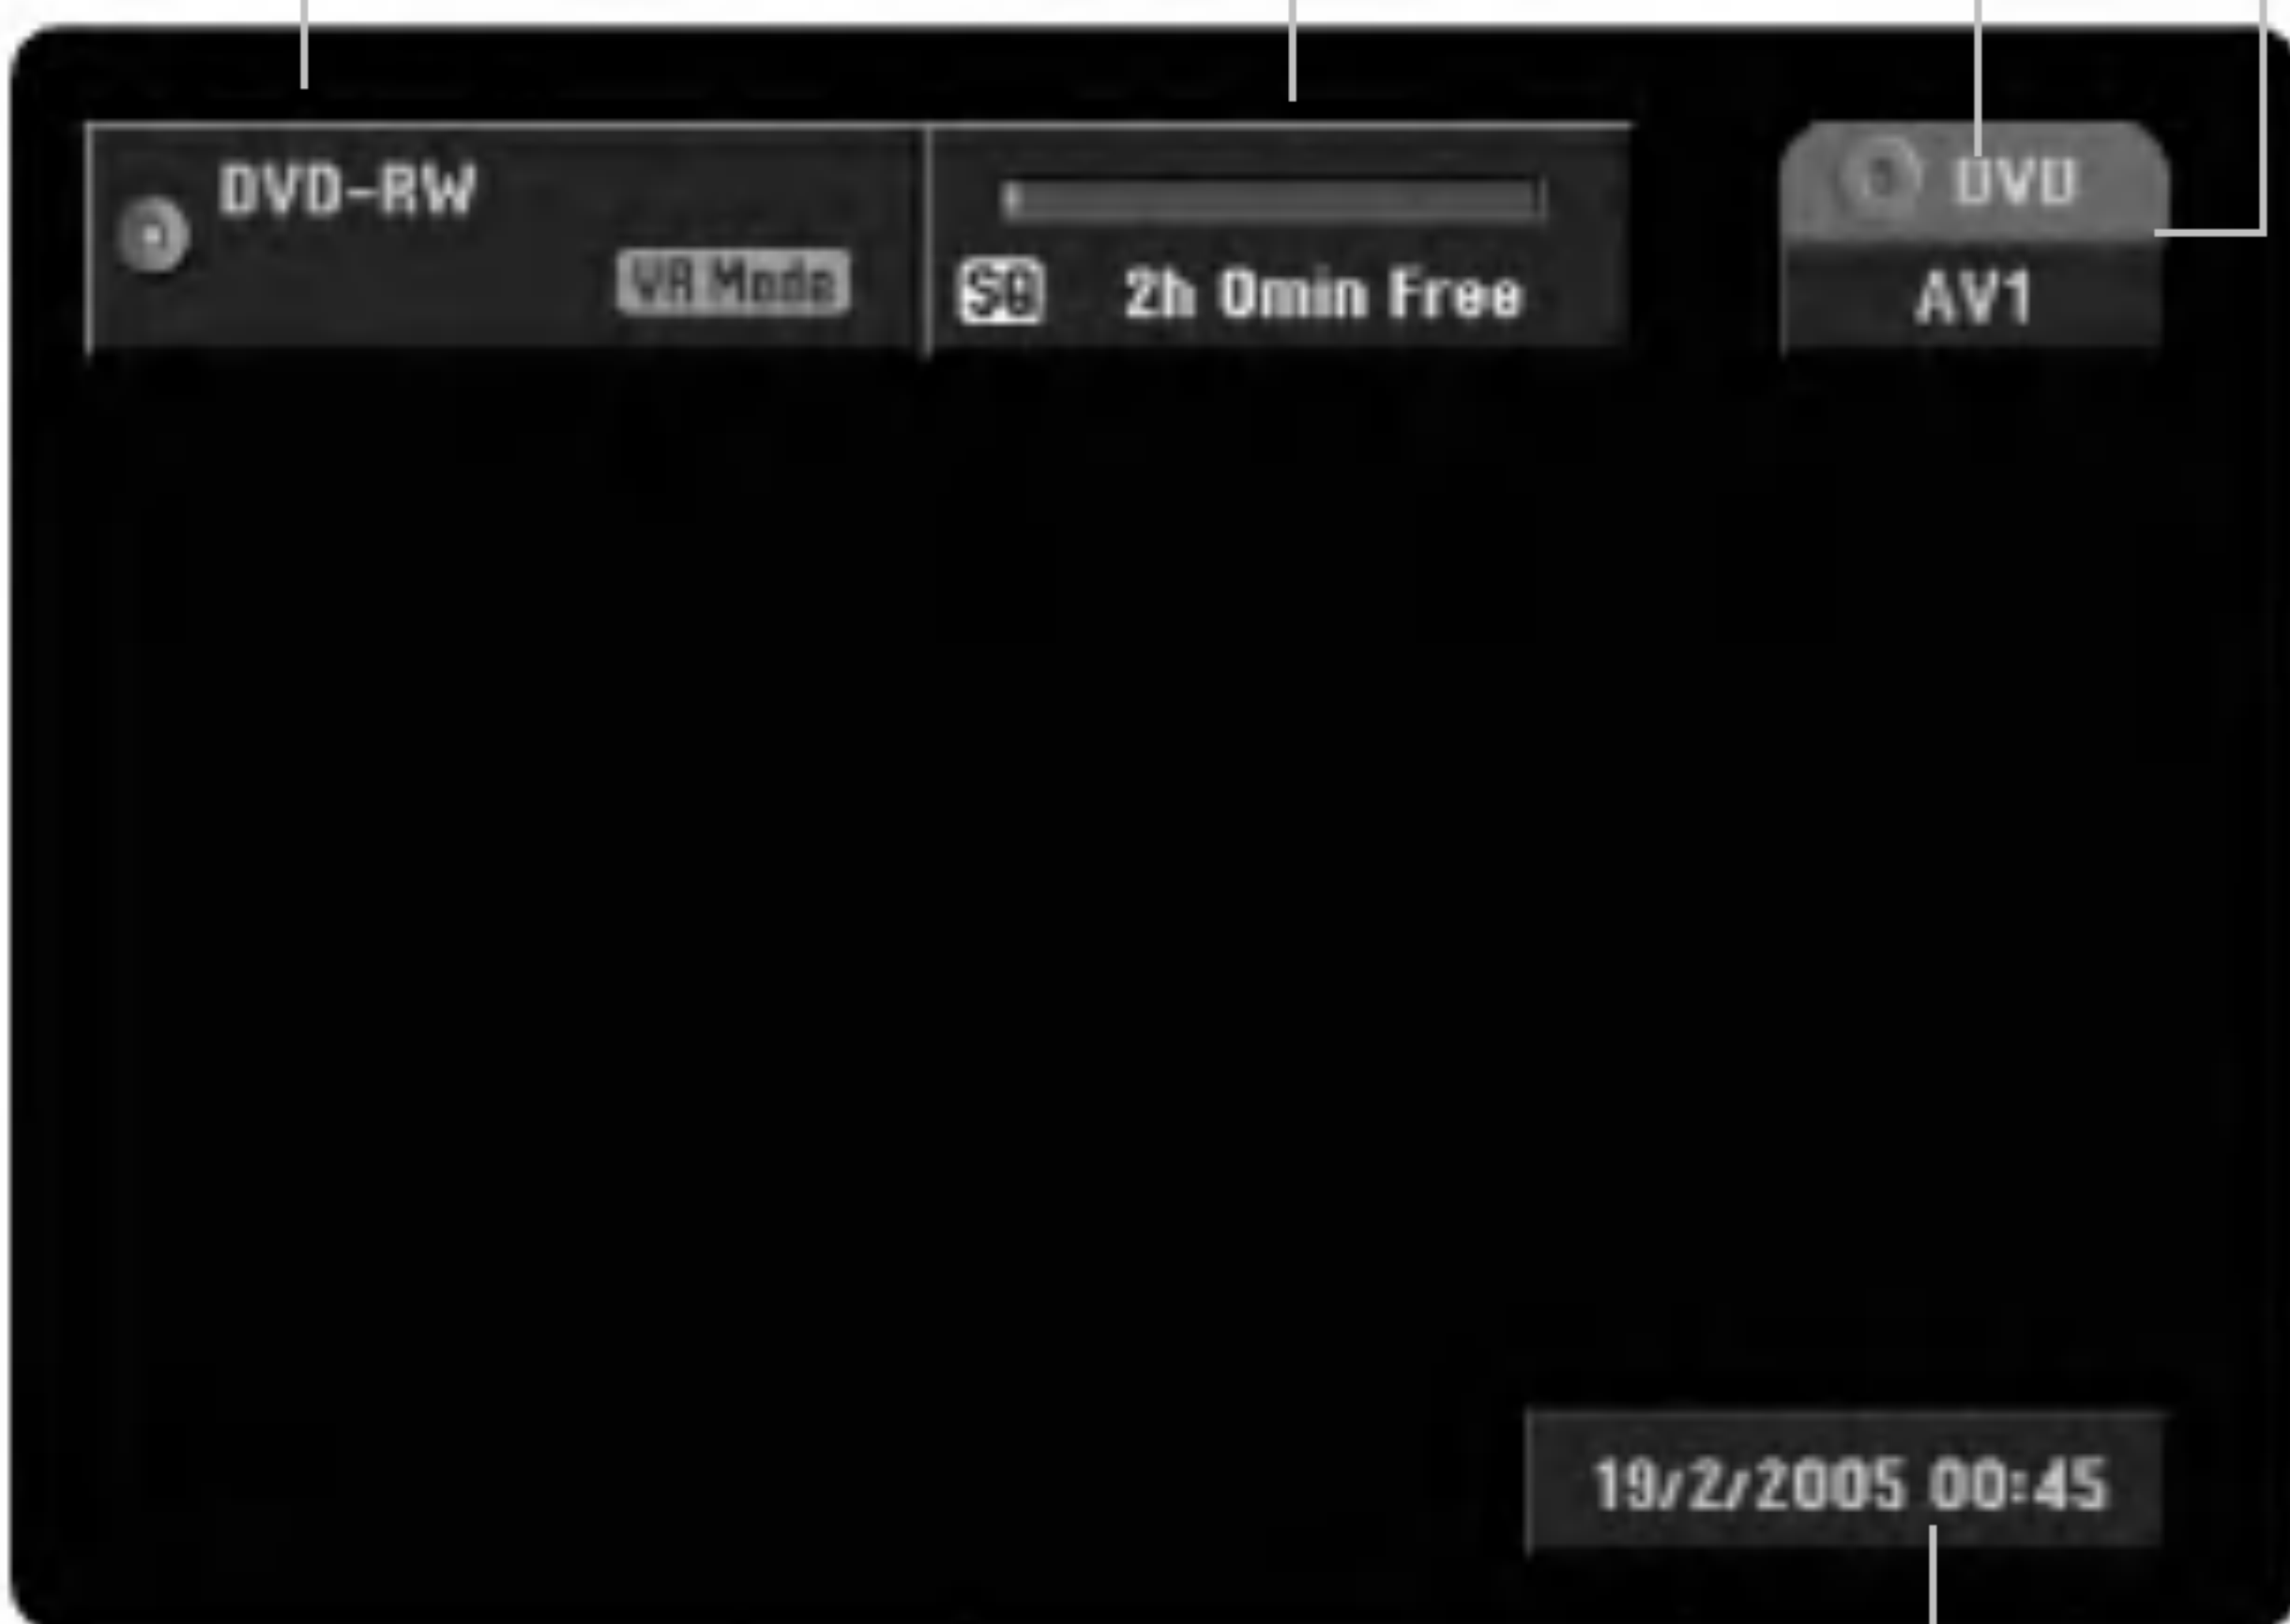 DVD-RW
VR Mode
SQ 2h 0min Free
DVD
AV1
19/2/2005 00:45